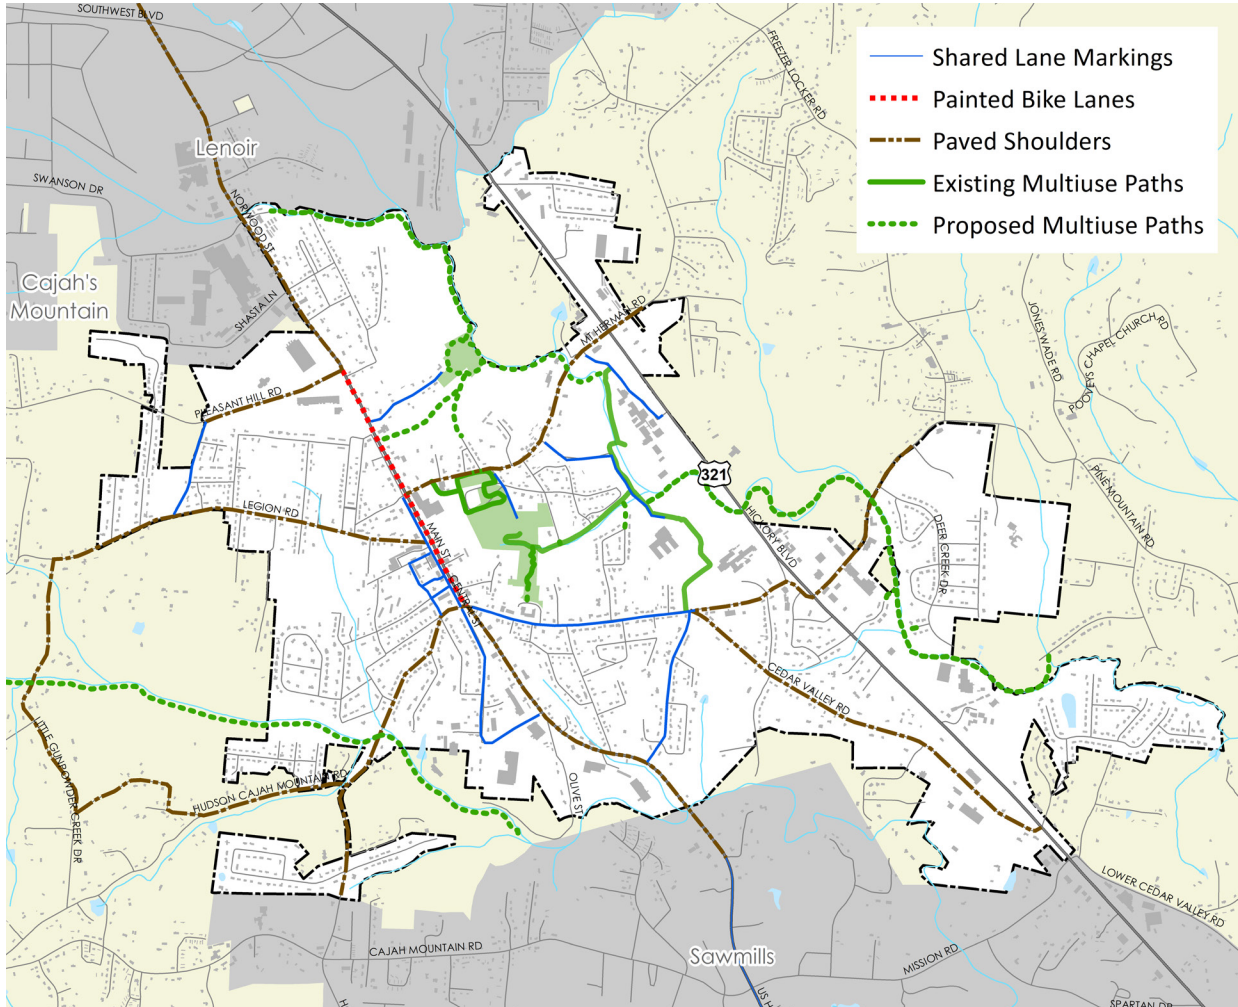 SOUTHWEST BLVD
FREEZER LOCKER RD
Shared Lane Markings
Painted Bike Lanes
Paved Shoulders
Existing Multiuse Paths
Proposed Multiuse Paths
Lenoir
SWANSON DR
NORWOOD ST
Cajah's
Mountain
SHASTA LN
MT HERMAN RD
JONES WADE RD
POOVEYS CHAPEL CHURCH RD
PLEASANT HILL RD
321
PINE MOUNTAIN RD
LEGION RD
MAIN ST
HICKORY BLVD
DEER CREEK DR
CENTRAL ST
CEDAR VALLEY RD
LITTLE GUNPOWDER CREEK DR
HUDSON CAJAH MOUNTAIN RD
OLIVE ST
LOWER CEDAR VALLEY RD
CAJAH MOUNTAIN RD
Sawmills
MISSION RD
US H
H
SPARTAN DR